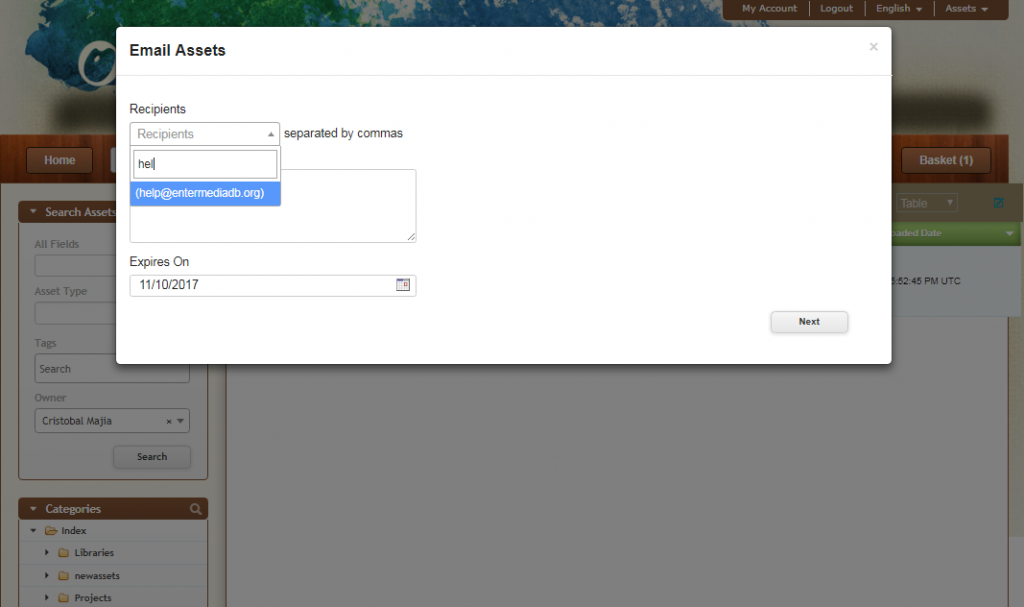 My Account Logout English Assets
Email Assets
×
Recipients
Recipients separated by commas
hel
(help@entermediadb.org)
Expires On
11/10/2017
Next
Home
Basket (1)
Table
Search Assets
All Fields
Asset Type
Tags
Search
Owner
Cristobal Majia ×
Search
aded Date
:52:45 PM UTC
Categories
Index
Libraries
newassets
Projects